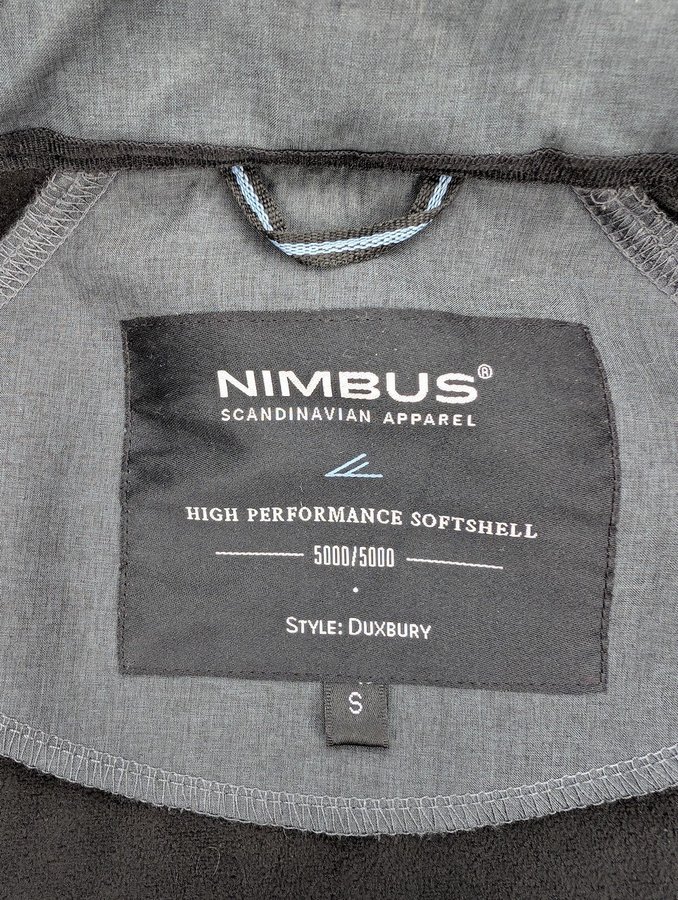 NIMBUS®
SCANDINAVIAN APPAREL
HIGH PERFORMANCE SOFTSHELL
5000/5000
STYLE: DUXBURY
S